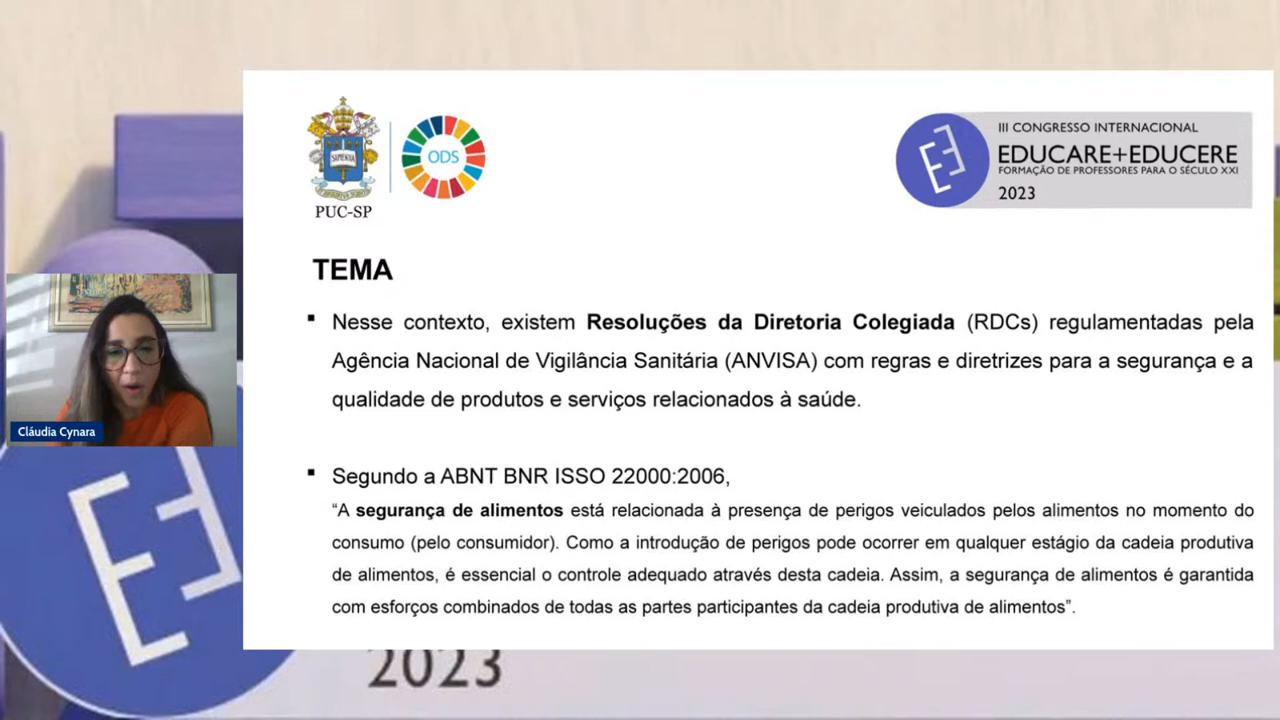 SAPIENTIA
PUC-SP
ODS
III CONGRESSO INTERNACIONAL
EDUCARE+EDUCERE
FORMAÇÃO DE PROFESSORES PARA O SÉCULO XXI
2023
TEMA
Nesse contexto, existem Resoluções da Diretoria Colegiada (RDCs) regulamentadas pela
Agência Nacional de Vigilância Sanitária (ANVISA) com regras e diretrizes para a segurança e a
qualidade de produtos e serviços relacionados à saúde.
Segundo a ABNT BNR ISSO 22000:2006,
“A segurança de alimentos está relacionada à presença de perigos veiculados pelos alimentos no momento do
consumo (pelo consumidor). Como a introdução de perigos pode ocorrer em qualquer estágio da cadeia produtiva
de alimentos, é essencial o controle adequado através desta cadeia. Assim, a segurança de alimentos é garantida
com esforços combinados de todas as partes participantes da cadeia produtiva de alimentos”.
Cláudia Cynara
2023